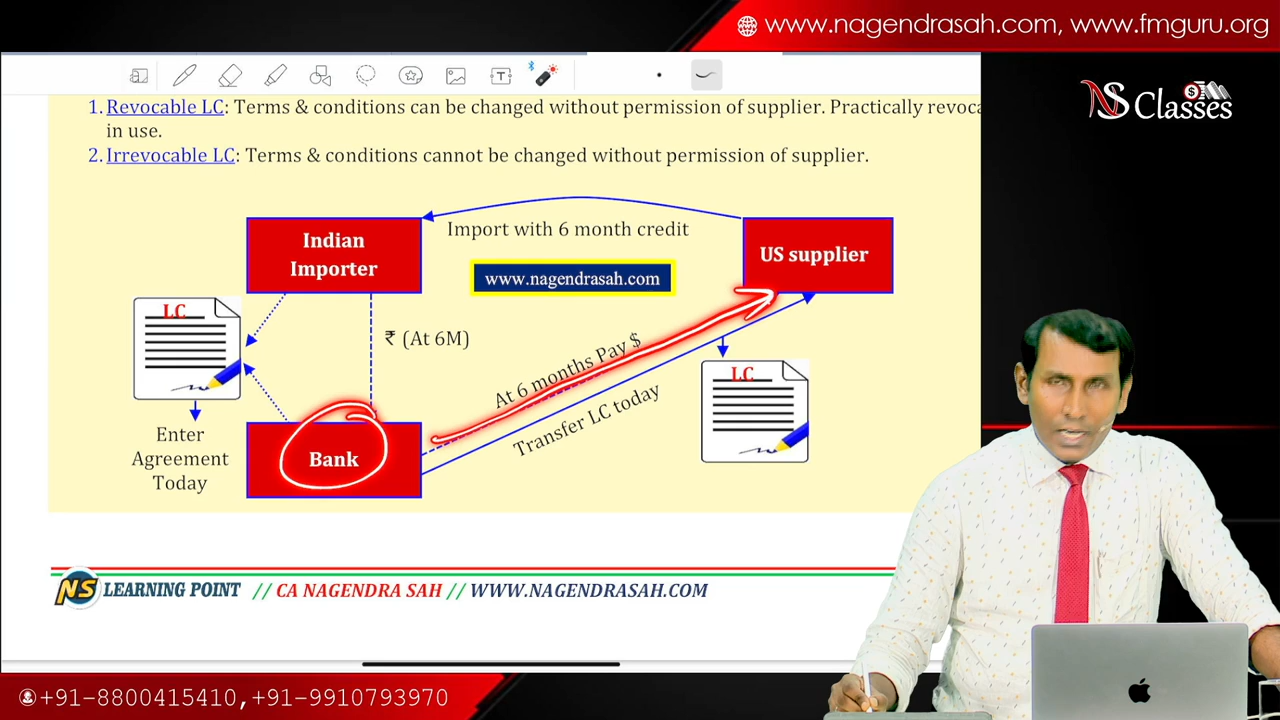 www.nagendrasah.com, www.fmguru.org
NS Classes
1. Revocable LC: Terms & conditions can be changed without permission of supplier. Practically revoca
in use.
2. Irrevocable LC: Terms & conditions cannot be changed without permission of supplier.
Indian
Importer
Import with 6 month credit
US supplier
www.nagendrasah.com
LC
₹ (At 6M)
At 6 months Pay $
Transfer LC today
LC
Enter
Agreement
Today
Bank
NS LEARNING POINT // CA NAGENDRA SAH // WWW.NAGENDRASAH.COM
+91-8800415410,+91-9910793970